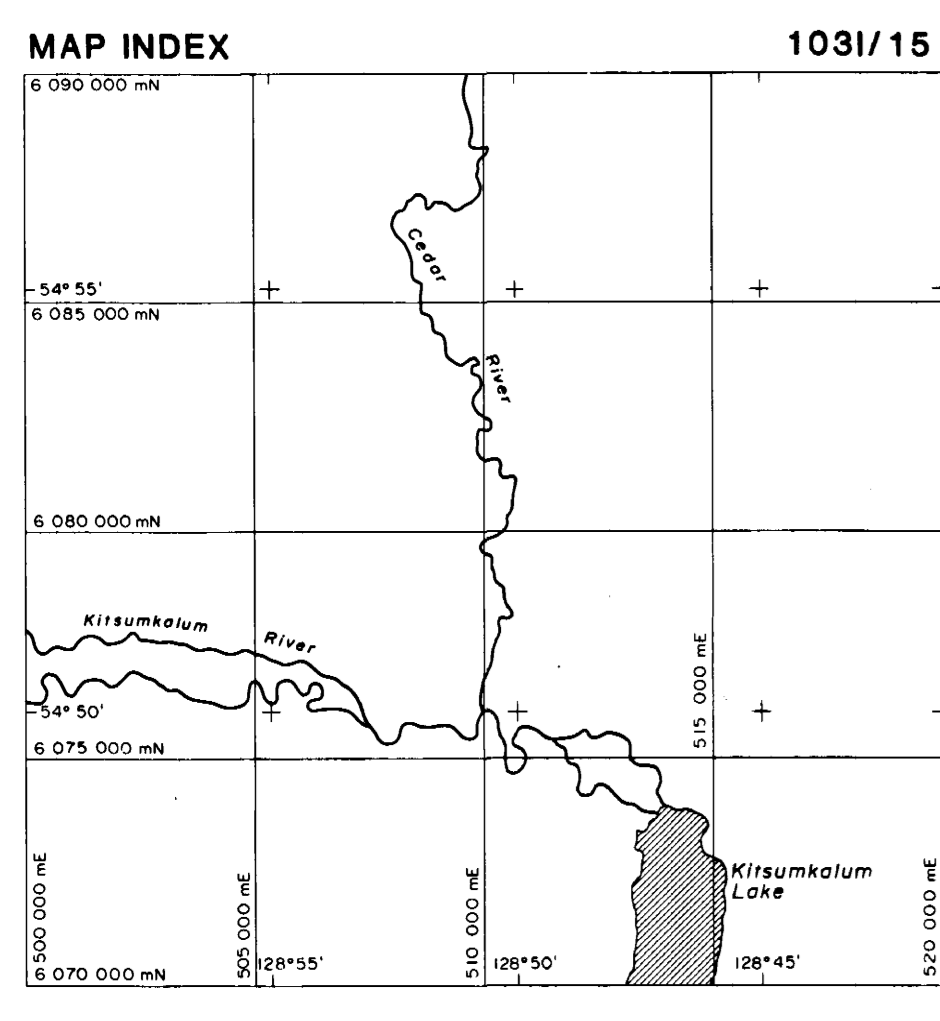 MAP INDEX
103I/15
6 090 000 mN
Cedar
54° 55'
6 085 000 mN
River
6 080 000 mN
Kitsumkalum
River
515 000 mE
54° 50'
6 075 000 mN
Kitsumkalum
Lake
500 000 mE
505 000 mE
510 000 mE
520 000 mE
128°55'
128°50'
128°45'
6 070 000 mN